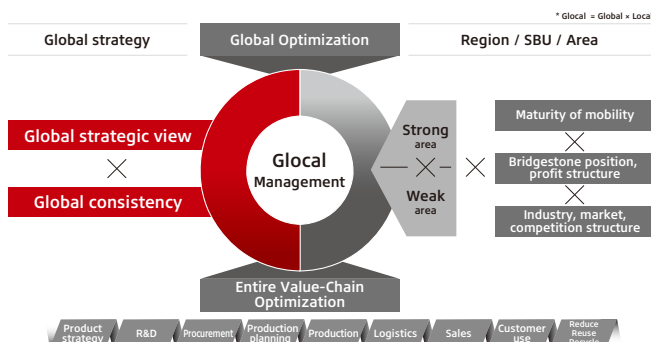 * Glocal = Global × Local
Global strategy
Global Optimization
Region / SBU / Area
Global strategic view
×
Global consistency
Glocal
Management
Strong
area
×
Weak
area
×
Maturity of mobility
×
Bridgestone position,
profit structure
×
Industry, market,
competition structure
Entire Value-Chain
Optimization
Product
strategy
R&D
Procurement
Production
planning
Production
Logistics
Sales
Customer
use
Reduce
Reuse
Recycle